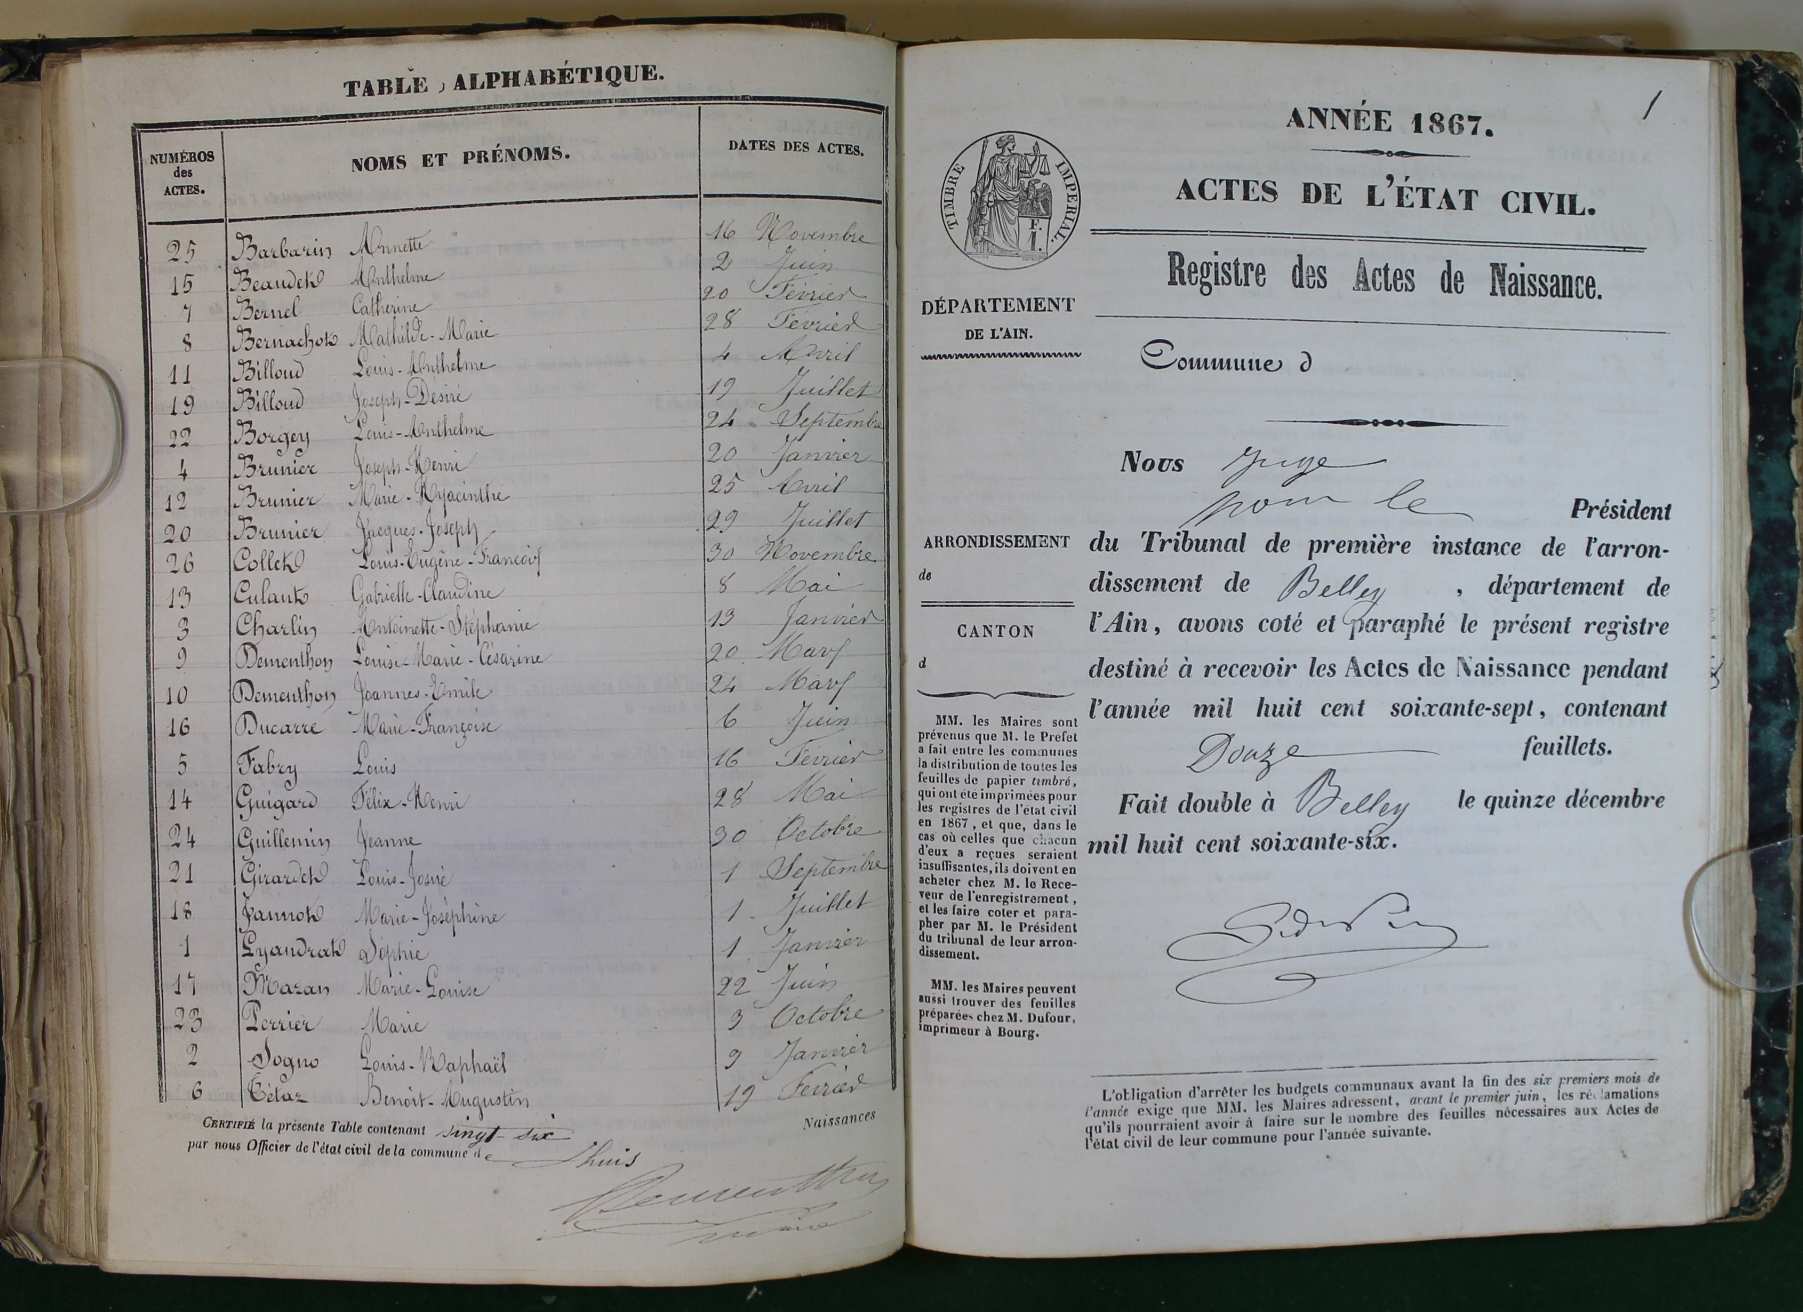 TABLE ALPHABÉTIQUE.
NUMÉROS des ACTES. NOMS ET PRÉNOMS. DATES DES ACTES.
25 Barbarin Annette 16 Novembre
15 Beaudet Anthelme 2 Juin
7 Bernel Catherine 20 Février
8 Bernachot Mathilde-Marie 28 Février
11 Billoud Louis-Anthelme 4 Avril
19 Billoud Joseph-Désiré 19 Juillet
22 Borgey Louis-Anthelme 24 Septembre
4 Brunier Joseph-Henri 20 Janvier
12 Brunier Marie-Hyacinthe 25 Avril
20 Brunier Jacques-Joseph 29 Juillet
26 Collet Louis-Eugène-François 30 Novembre
13 Culant Gabrielle-Claudine 8 Mai
3 Charlin Antoinette-Stéphanie 13 Janvier
9 Dementhon Louise-Marie-Césarine 20 Mars
10 Dementhon Joannes-Emile 24 Mars
16 Ducarre Marie-Françoise 6 Juin
5 Fabry Louis 16 Février
14 Guigard Félix-Henri 28 Mai
24 Guillemin Jeanne 30 Octobre
21 Girardet Louis-Josué 1 Septembre
18 Jannot Marie-Joséphine 1 Juillet
1 Lyandrat Sophie 1 Janvier
17 Mazan Marie-Louise 22 Juin
23 Perrier Marie 3 Octobre
2 Sogno Louis-Raphaël 9 Janvier
6 Tétaz Benoit-Augustin 19 Février
CERTIFIÉ la présente Table contenant vingt-six Naissances
par nous Officier de l'état civil de la commune de Lhuis
Dementhon
maire
1
ANNÉE 1867.
TIMBRE IMPÉRIAL.
F.
1.
ACTES DE L'ÉTAT CIVIL.
Registre des Actes de Naissance.
DÉPARTEMENT
DE L'AIN.
Commune d
ARRONDISSEMENT
de
CANTON
d
MM. les Maires sont
prévenus que M. le Prefet
a fait entre les communes
la distribution de toutes les
feuilles de papier timbré,
qui ont été imprimées pour
les registres de l'état civil
en 1867, et que, dans le
cas où celles que chacun
d'eux a reçues seraient
insuffisantes, ils doivent en
acheter chez M. le Rece-
veur de l'enregistrement,
et les faire coter et para-
pher par M. le Président
du tribunal de leur arron-
dissement.
MM. les Maires peuvent
aussi trouver des feuilles
préparées chez M. Dufour,
imprimeur à Bourg.
Nous Juge
pour le Président
du Tribunal de première instance de l'arron-
dissement de Belley, département de
l'Ain, avons coté et paraphé le présent registre
destiné à recevoir les Actes de Naissance pendant
l'année mil huit cent soixante-sept, contenant
Douze feuillets.
Fait double à Belley le quinze décembre
mil huit cent soixante-six.
L'obligation d'arrêter les budgets communaux avant la fin des six premiers mois de
l'année exige que MM. les Maires adressent, avant le premier juin, les réclamations
qu'ils pourraient avoir à faire sur le nombre des feuilles nécessaires aux Actes de
l'état civil de leur commune pour l'année suivante.